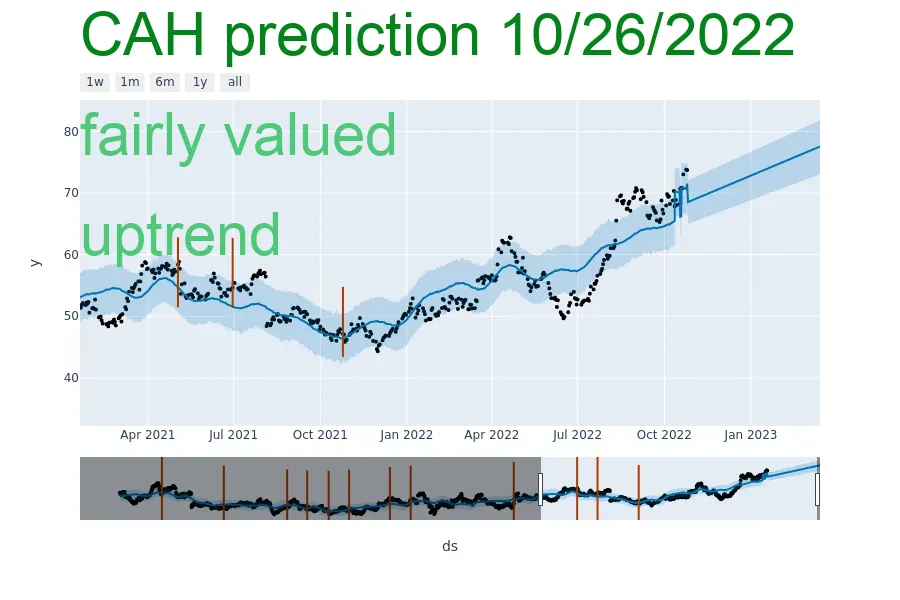 CAH prediction 10/26/2022
1w 1m 6m 1y all
fairly valued
uptrend
80
70
60
50
40
y
Apr 2021 Jul 2021 Oct 2021 Jan 2022 Apr 2022 Jul 2022 Oct 2022 Jan 2023
ds